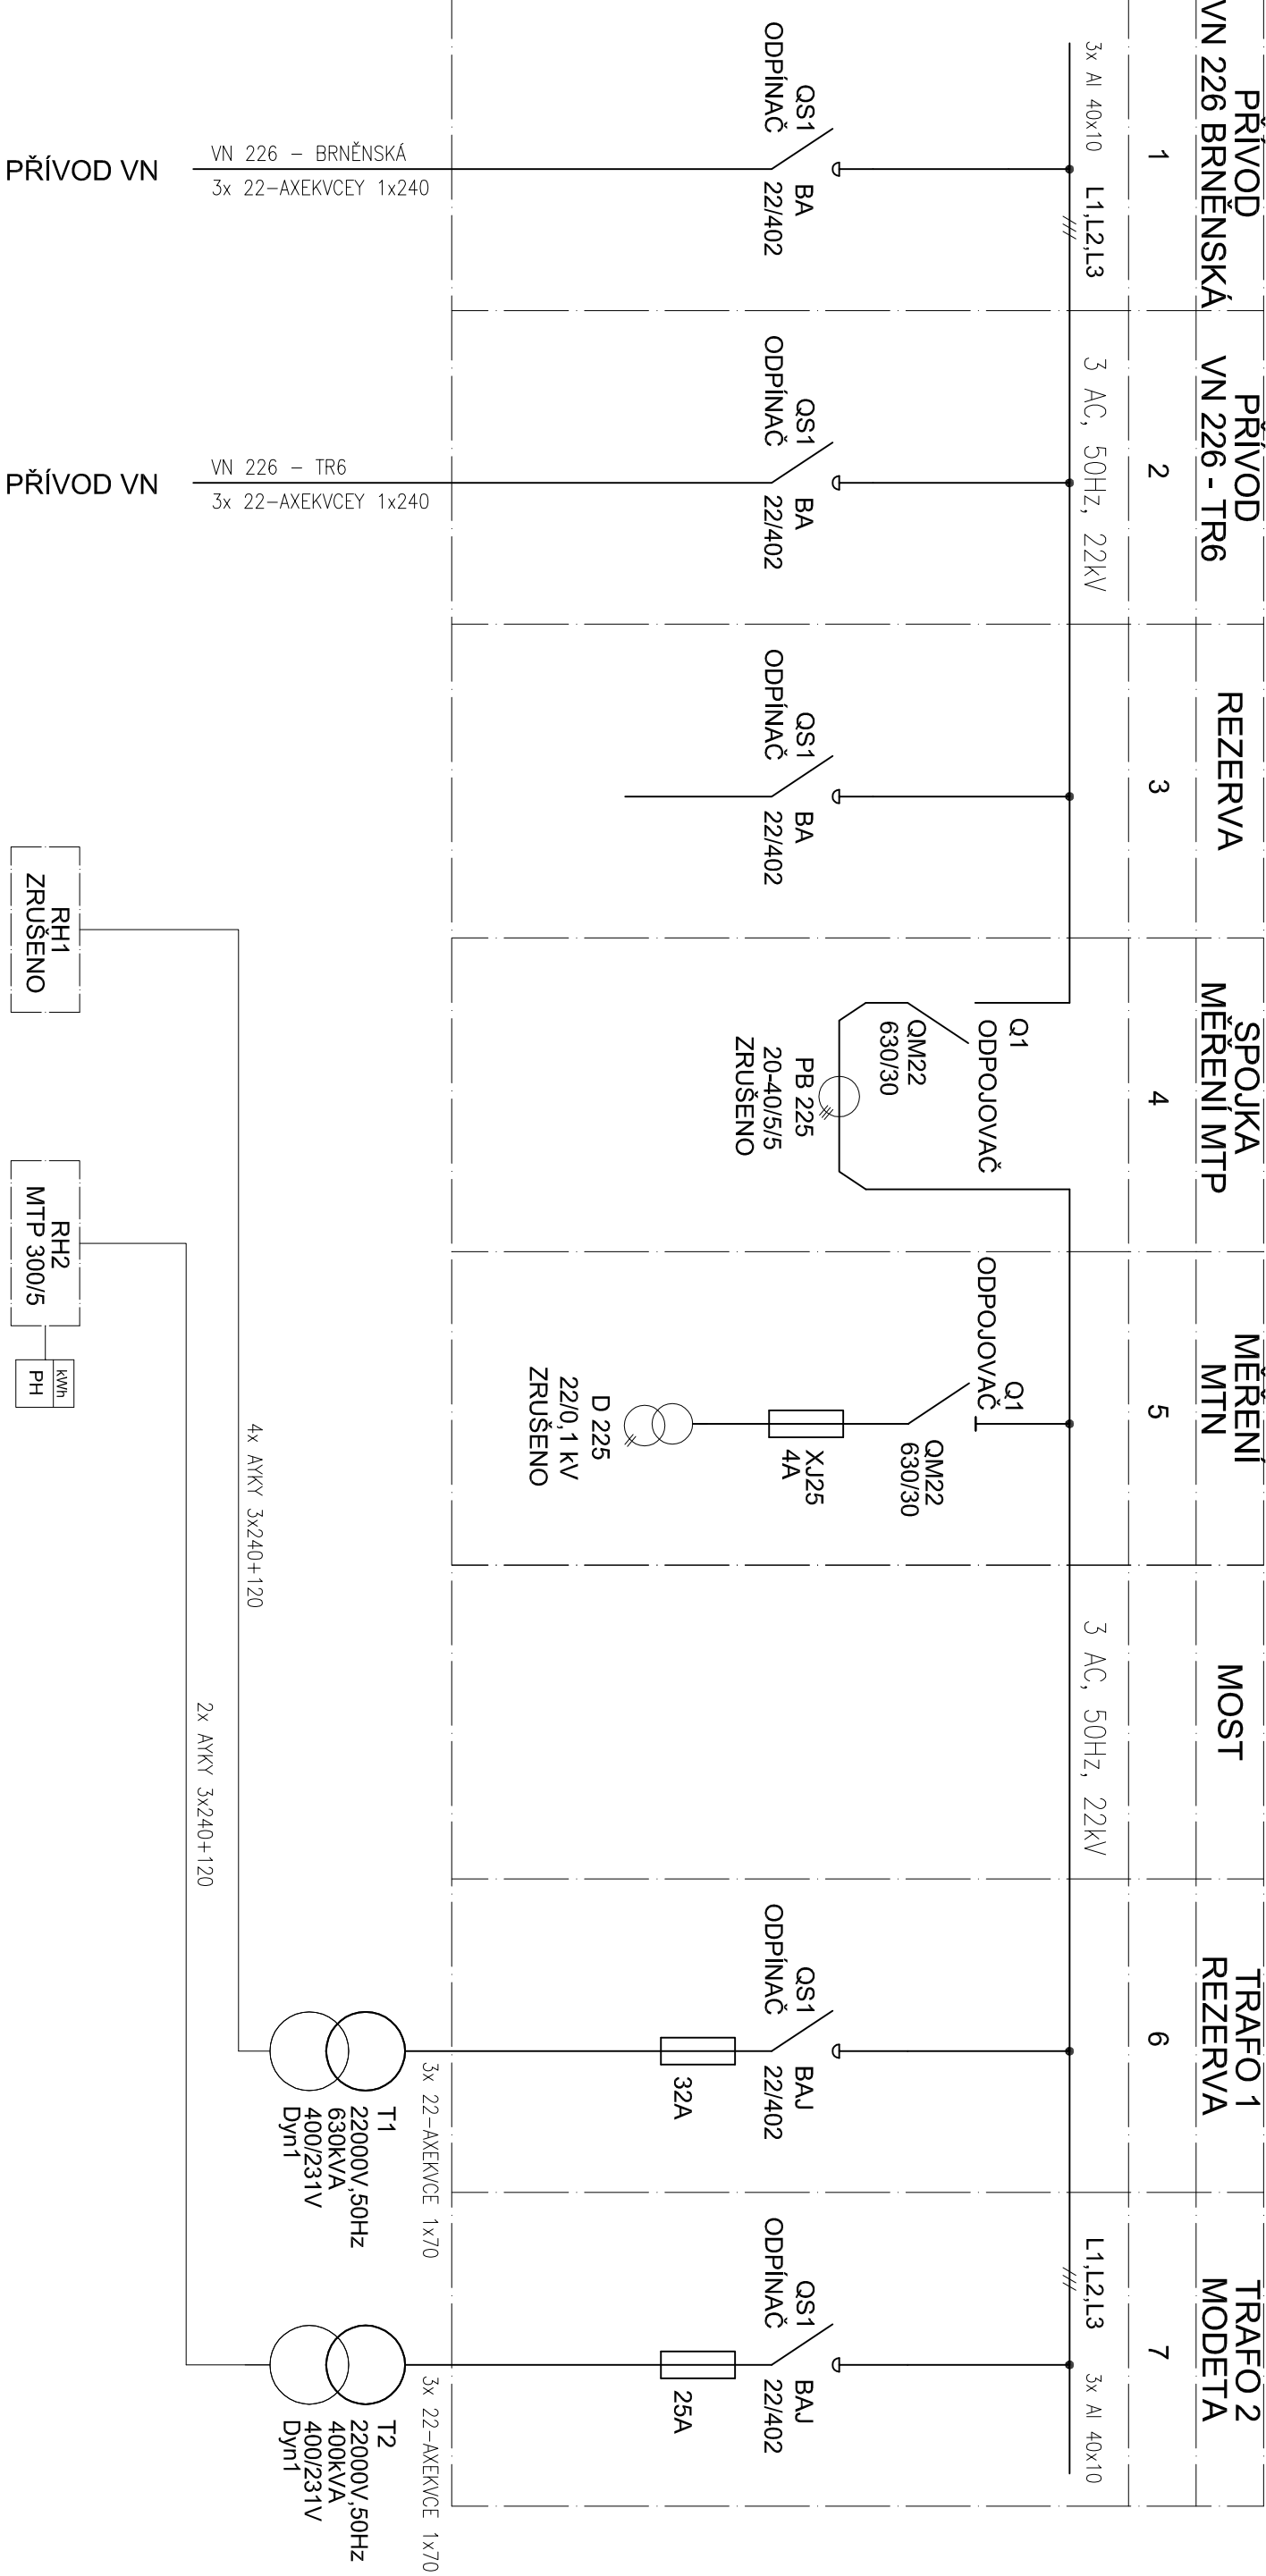 PŘÍVOD
VN 226 BRNĚNSKÁ
1
3x Al 40x10
L1,L2,L3
QS1
ODPÍNAČ
BA
22/402
VN 226 – BRNĚNSKÁ
3x 22–AXEKVCEY 1x240
PŘÍVOD VN
PŘÍVOD
VN 226 - TR6
2
3 AC, 50Hz, 22kV
QS1
ODPÍNAČ
BA
22/402
VN 226 – TR6
3x 22–AXEKVCEY 1x240
PŘÍVOD VN
REZERVA
3
QS1
ODPÍNAČ
BA
22/402
SPOJKA
MĚŘENÍ MTP
4
Q1
ODPOJOVAČ
QM22
630/30
PB 225
20-40/5/5
ZRUŠENO
MĚŘENÍ
MTN
5
Q1
ODPOJOVAČ
QM22
630/30
XJ25
4A
D 225
22/0,1 kV
ZRUŠENO
MOST
3 AC, 50Hz, 22kV
TRAFO 1
REZERVA
6
QS1
ODPÍNAČ
BAJ
22/402
32A
3x 22–AXEKVCE 1x70
T1
22000V,50Hz
630kVA
400/231V
Dyn1
TRAFO 2
MODETA
7
L1,L2,L3
3x Al 40x10
QS1
ODPÍNAČ
BAJ
22/402
25A
3x 22–AXEKVCE 1x70
T2
22000V,50Hz
400kVA
400/231V
Dyn1
4x AYKY 3x240+120
2x AYKY 3x240+120
RH1
ZRUŠENO
RH2
MTP 300/5
kWh
PH